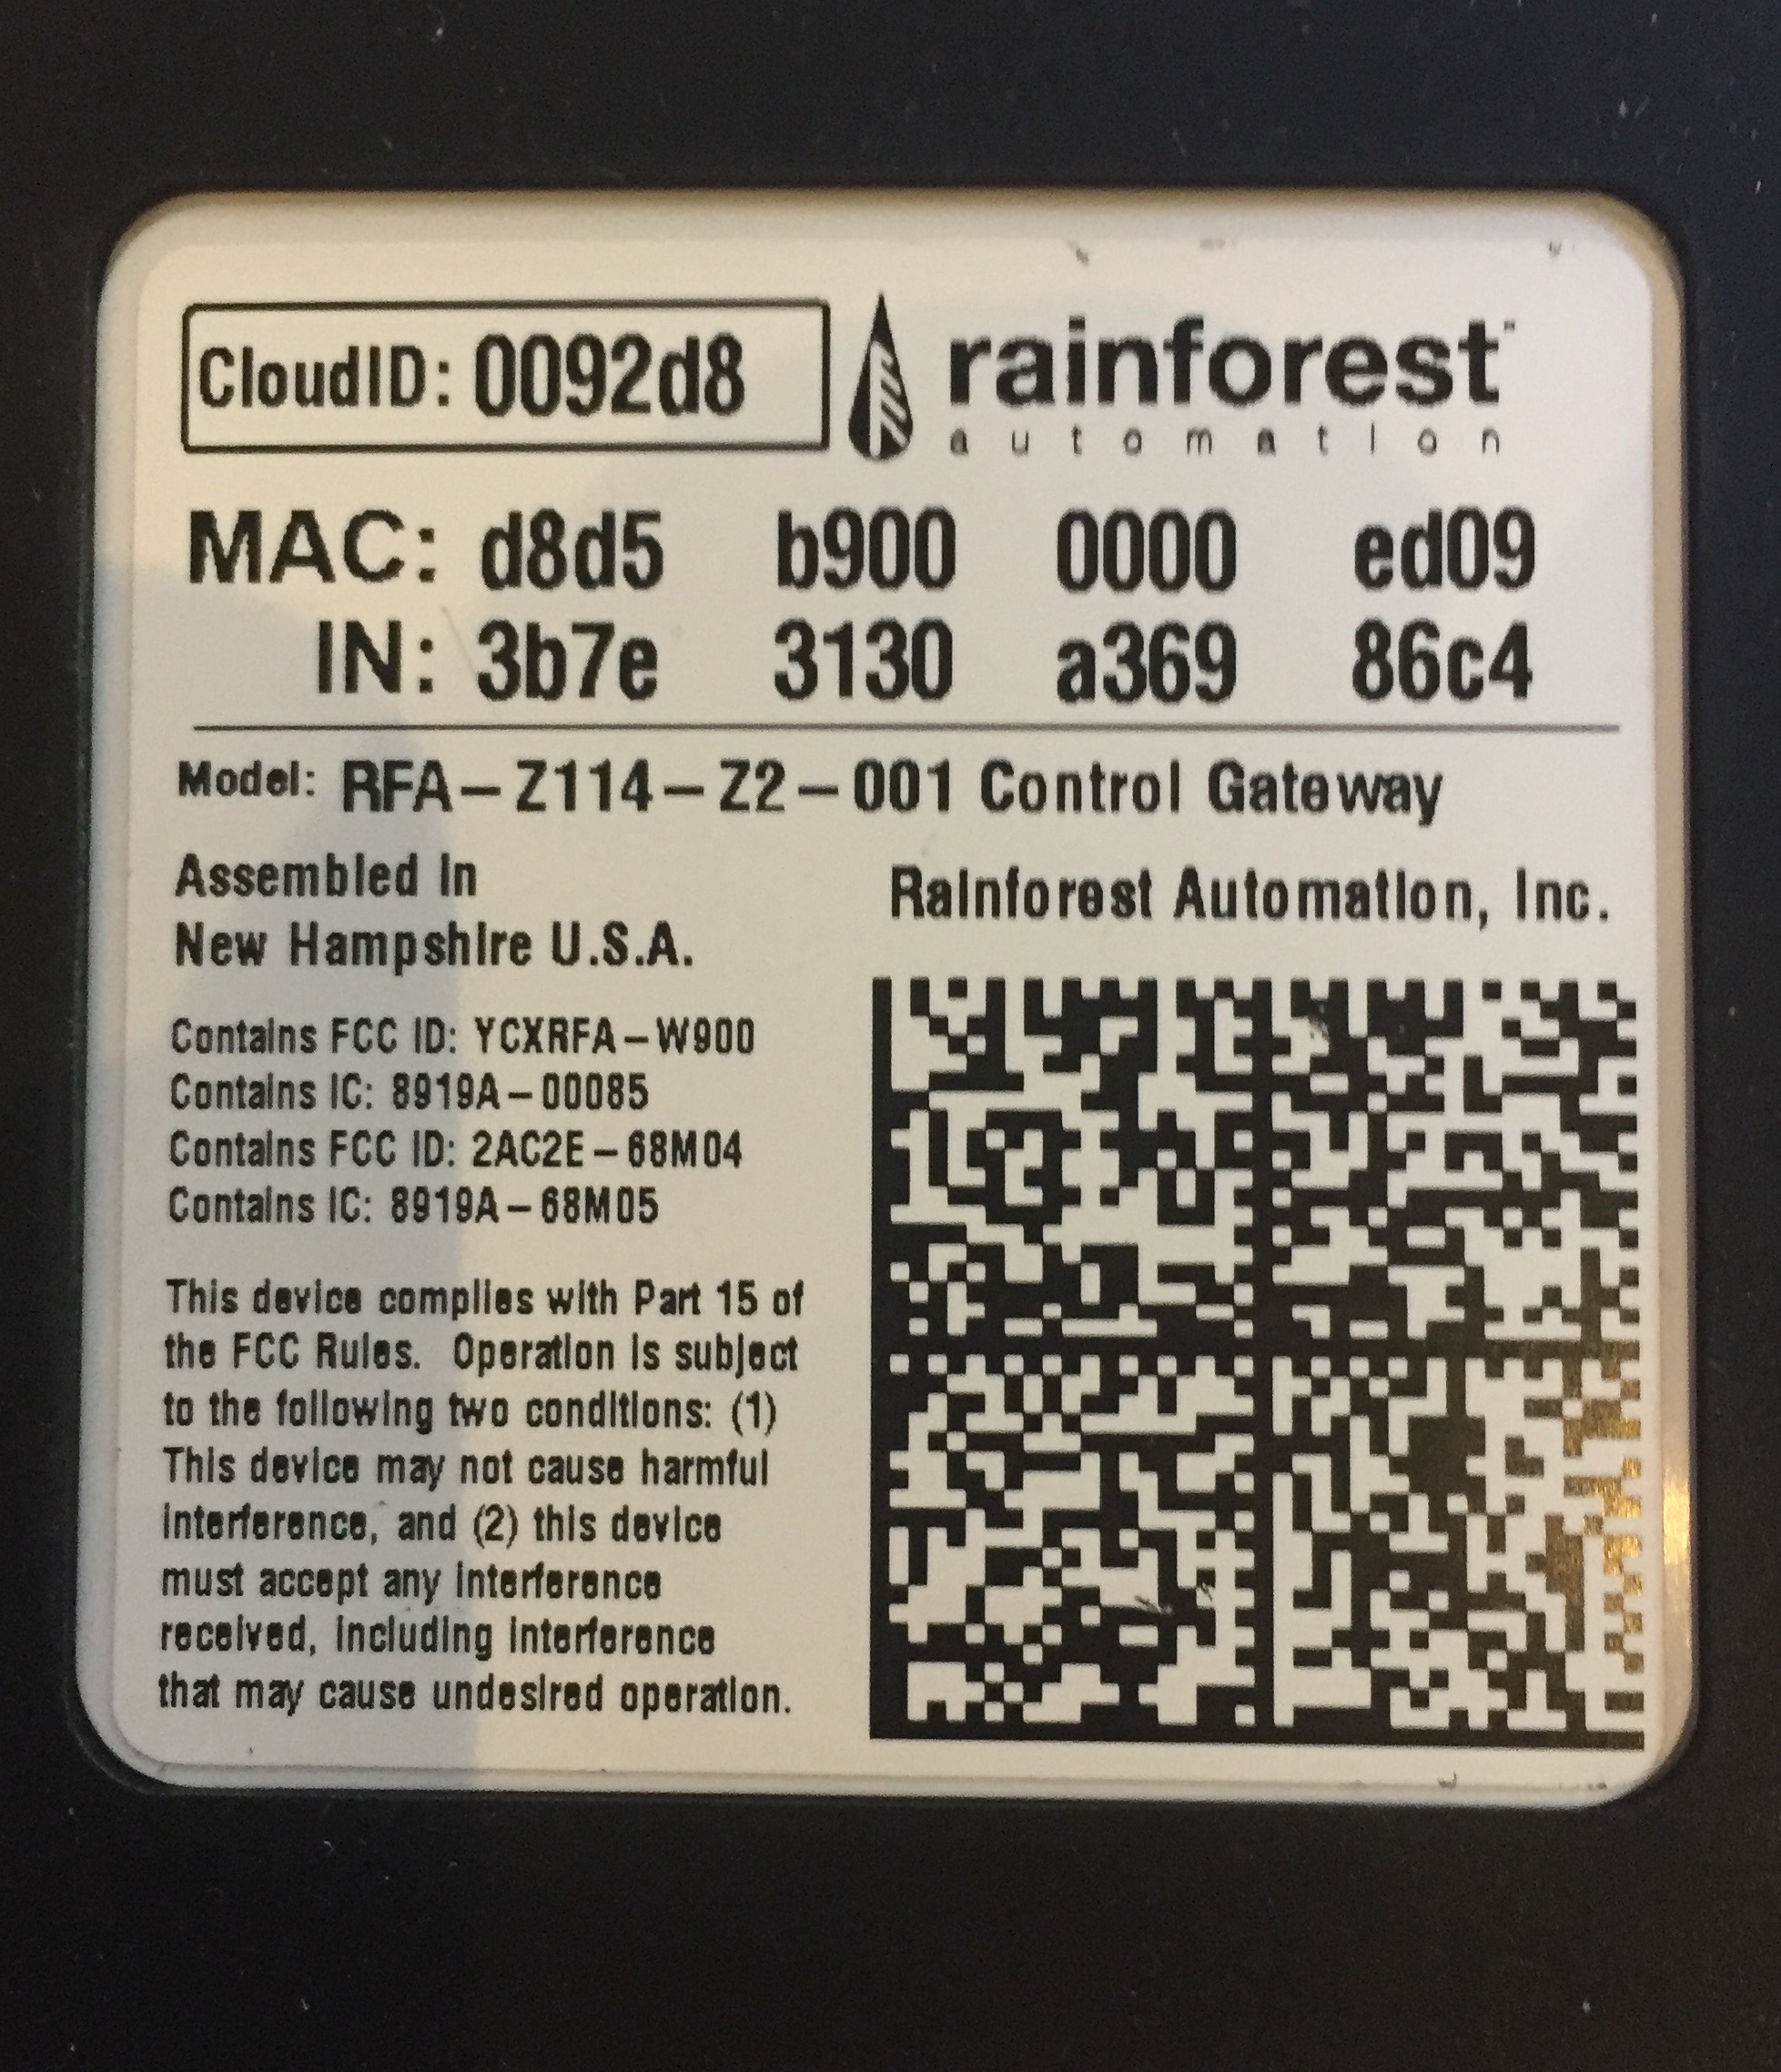 CloudID: 0092d8
rainforest™
automation
MAC: d8d5 b900 0000 ed09
IN: 3b7e 3130 a369 86c4
Model: RFA-Z114-Z2-001 Control Gateway
Assembled in
New Hampshire U.S.A.
Rainforest Automation, Inc.
Contains FCC ID: YCXRFA-W900
Contains IC: 8919A-00085
Contains FCC ID: 2AC2E-68M04
Contains IC: 8919A-68M05
This device complies with Part 15 of
the FCC Rules. Operation is subject
to the following two conditions: (1)
This device may not cause harmful
interference, and (2) this device
must accept any interference
received, including interference
that may cause undesired operation.